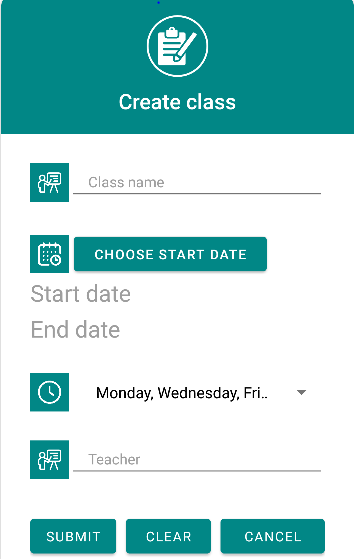 Create class
Class name
CHOOSE START DATE
Start date
End date
Monday, Wednesday, Fri..
Teacher
SUBMIT CLEAR CANCEL